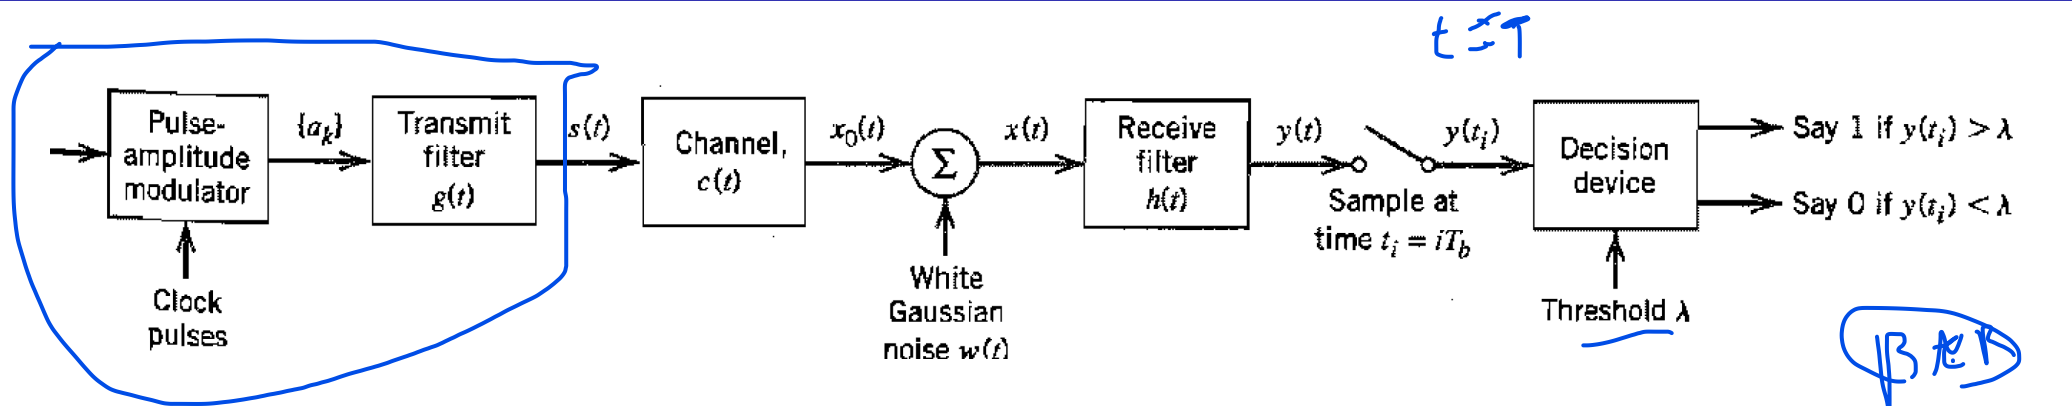 t = T
Pulse-
amplitude
modulator
{a_k}
Transmit
filter
g(t)
s(t)
Channel,
c(t)
x_0(t)
Σ
x(t)
Receive
filter
h(t)
y(t)
y(t_i)
Sample at
time t_i = iT_b
Decision
device
Say 1 if y(t_i) > λ
Say 0 if y(t_i) < λ
Clock
pulses
White
Gaussian
noise w(t)
Threshold λ